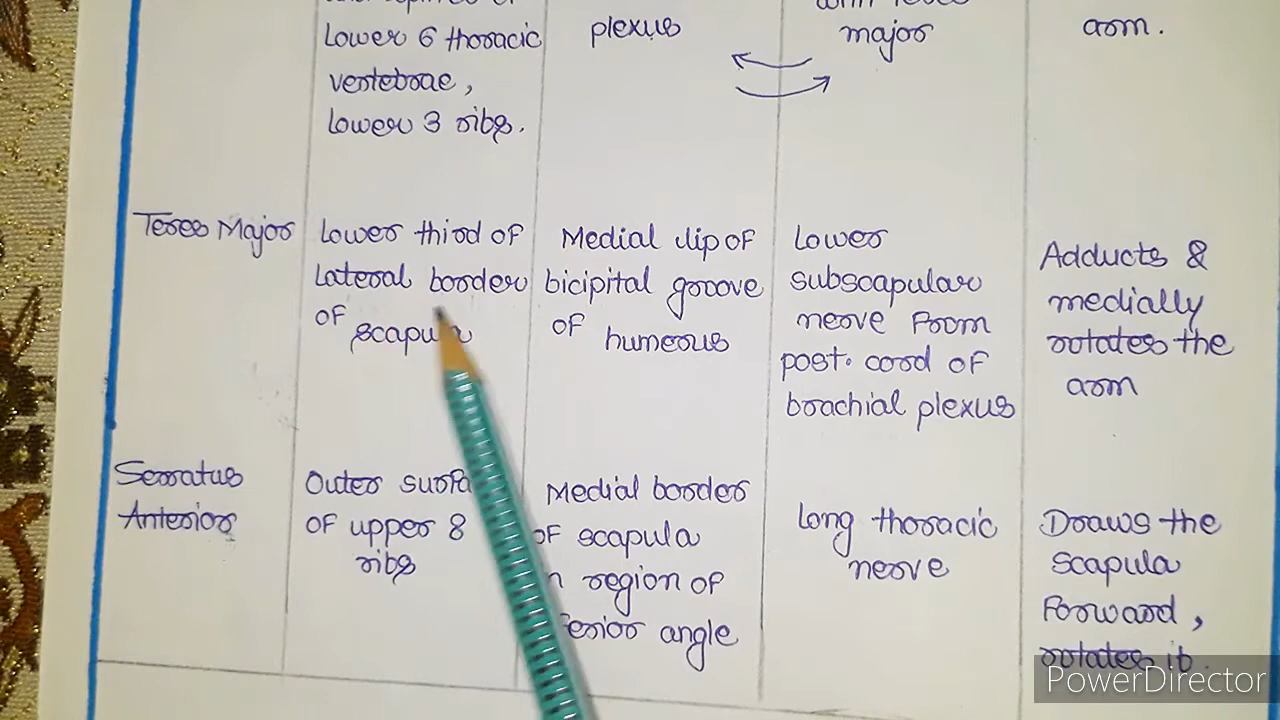 Lower 6 thoracic
vertebrae,
lower 3 ribs.
plexus
major
arm.
Teres Major
Lower third of
Lateral border
of scapula
Medial lip of
bicipital groove
of humerus
Lower
subscapular
nerve from
post. cord of
brachial plexus
Adducts &
medially
rotates the
arm
Serratus
Anterior
Outer surfa
of upper 8
ribs
Medial border
of scapula
n region of
ferior angle
Long thoracic
nerve
Draws the
scapula
forward,
rotates it.
PowerDirector